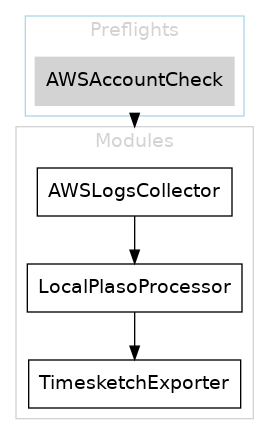 Preflights
AWSAccountCheck
Modules
AWSLogsCollector
LocalPlasoProcessor
TimesketchExporter